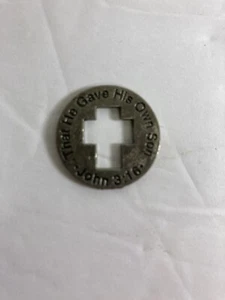 That He Gave His Own Son
·John 3:16·